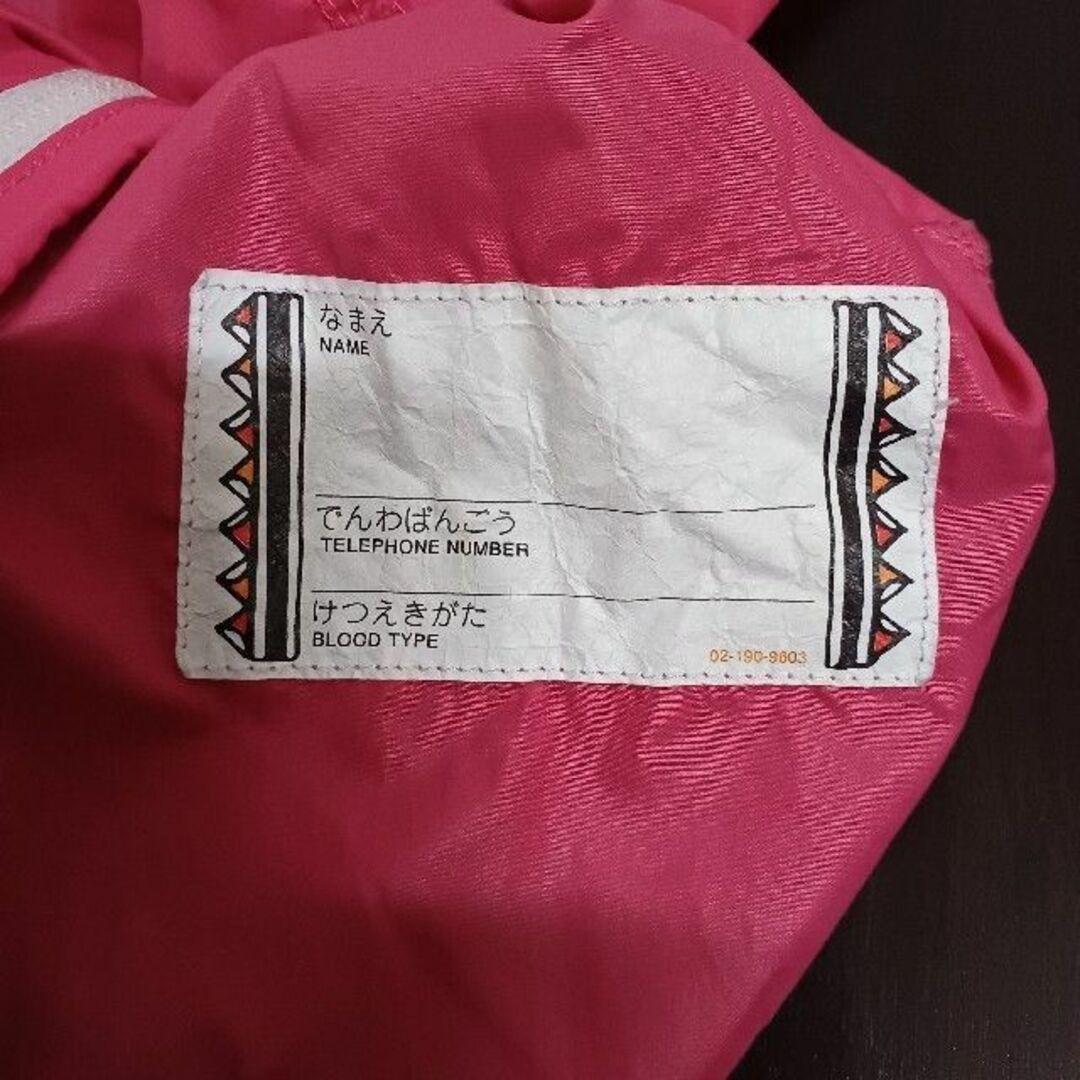 なまえ
NAME
でんわばんごう
TELEPHONE NUMBER
けつえきがた
BLOOD TYPE
02-190-9603